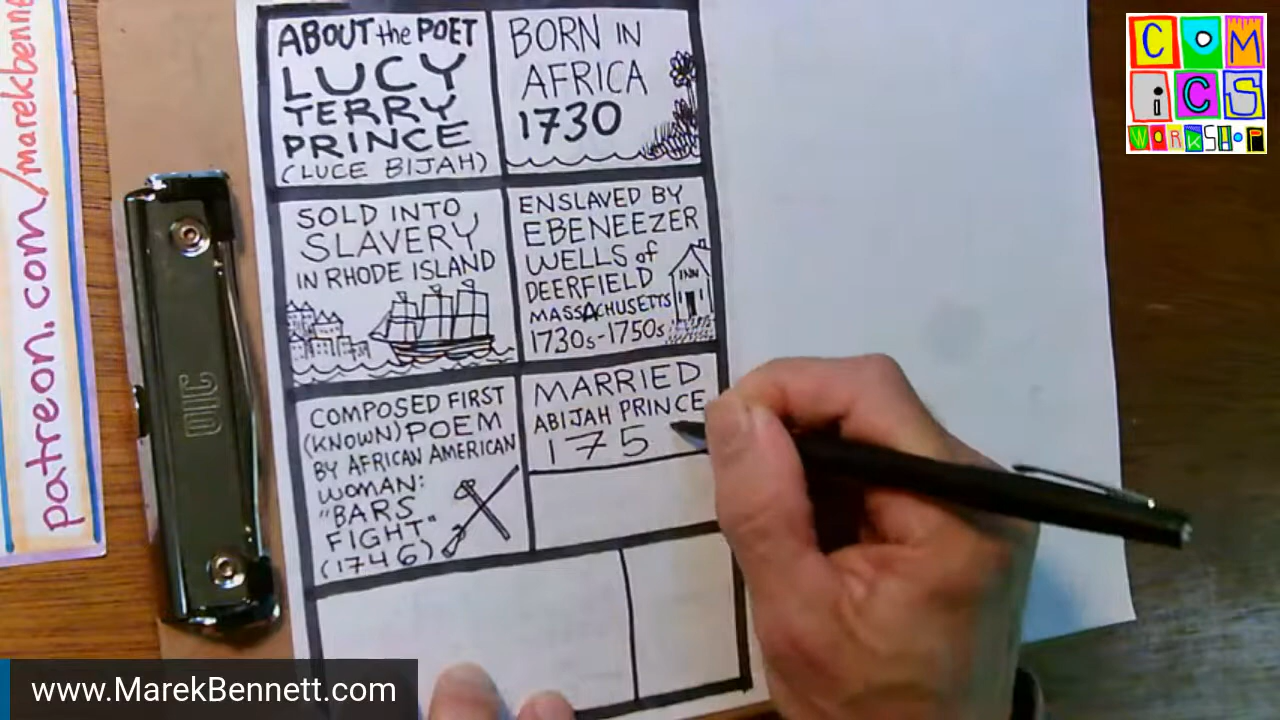 patreon.com/marekbenne
ABOUT the POET
LUCY
TERRY
PRINCE
(LUCE BIJAH)
BORN IN
AFRICA
1730
SOLD INTO
SLAVERY
IN RHODE ISLAND
ENSLAVED BY
EBENEEZER
WELLS of
DEERFIELD
MASSACHUSETTS
1730s-1750s
INN
COMPOSED FIRST
(KNOWN) POEM
BY AFRICAN AMERICAN
WOMAN:
"BARS
FIGHT"
(1746)
MARRIED
ABIJAH PRINCE
175
COMiCS
WORKSHOP
www.MarekBennett.com